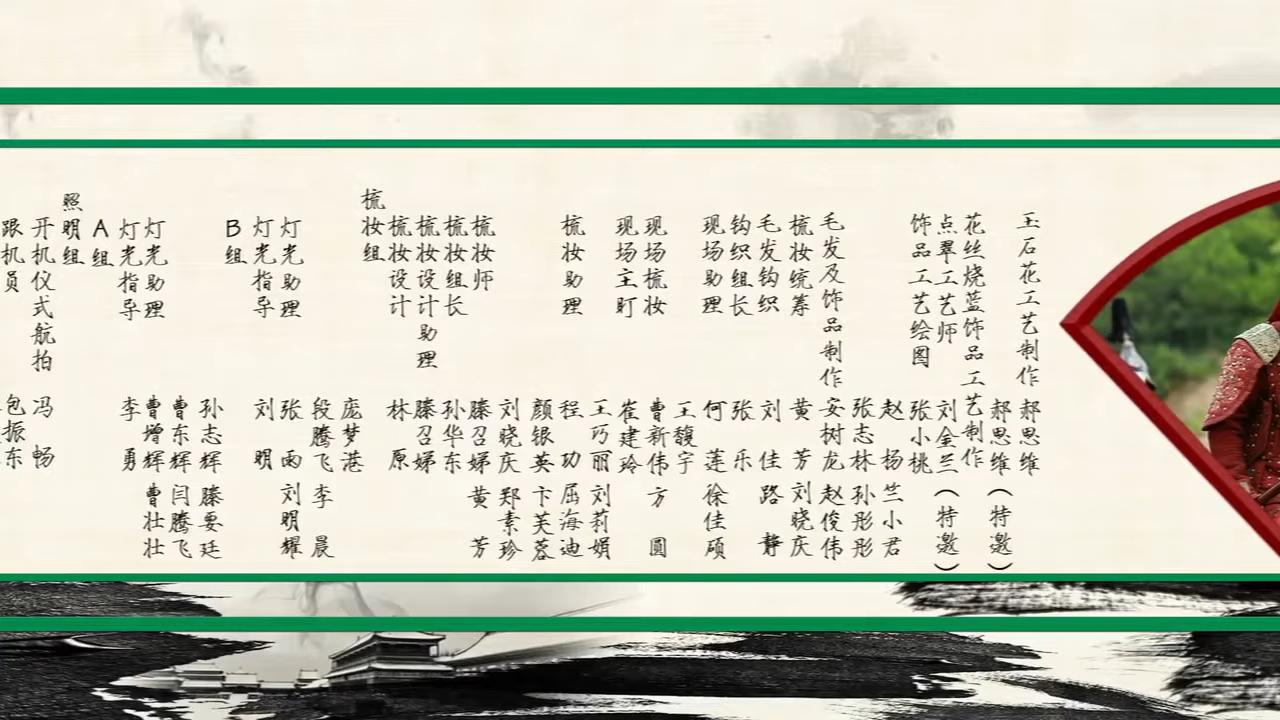 跟机员 包振东
开机仪式航拍 冯畅
照明组
A组
灯光指导 李勇
灯光助理 曹增辉 曹壮壮
曹东辉 闫腾飞
孙志辉 滕要廷
B组
灯光指导 刘明
灯光助理 张雨 刘明耀
段腾飞 李晨
庞梦港
梳妆组
梳妆设计 林原
梳妆设计助理 滕召娣
梳妆组长 孙华东
梳妆师 滕召娣 黄芳
刘晓庆 郑素珍
颜银英 卞芙蓉
梳妆助理 程功 屈海迪
王巧丽 刘莉娟
现场主盯 崔建玲
现场梳妆 曹新伟 方圆
王馥宇
现场助理 何莲 徐佳硕
钩织组长 张乐
毛发钩织 刘佳 路静
梳妆统筹 黄芳 刘晓庆
毛发及饰品制作 安树龙 赵俊伟
张志林 孙彤彤
赵杨 竺小君
饰品工艺绘图 张小桃
点翠工艺师 刘金兰(特邀)
花丝烧蓝饰品工艺制作
郝思维(特邀)
玉石花工艺制作 郝思维